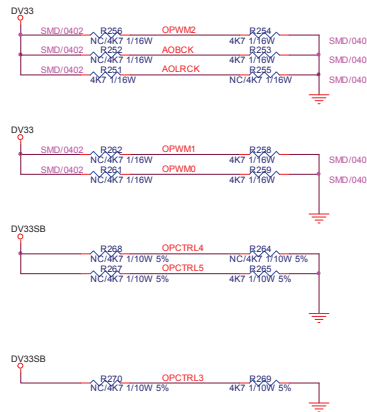 DV33
SMD/0402 R256 OPWM2 R254
NC/4K7 1/16W 4K7 1/16W SMD/040
SMD/0402 R252 AOBCK R253
NC/4K7 1/16W 4K7 1/16W SMD/040
SMD/0402 R251 AOLRCK R255
4K7 1/16W NC/4K7 1/16W SMD/040
DV33
SMD/0402 R262 OPWM1 R258
NC/4K7 1/16W 4K7 1/16W SMD/040
SMD/0402 R261 OPWM0 R259
NC/4K7 1/16W 4K7 1/16W SMD/040
DV33SB
R268 OPCTRL4 R264
NC/4K7 1/10W 5% NC/4K7 1/10W 5%
R267 OPCTRL5 R265
NC/4K7 1/10W 5% 4K7 1/10W 5%
DV33SB
R270 OPCTRL3 R269
NC/4K7 1/10W 5% 4K7 1/10W 5%